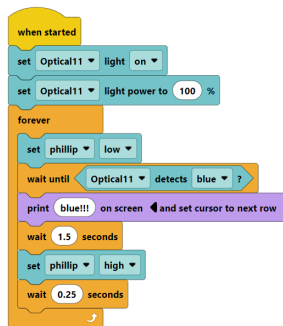 when started
set Optical11 light on
set Optical11 light power to 100 %
forever
set phillip low
wait until Optical11 detects blue ?
print blue!!! on screen and set cursor to next row
wait 1.5 seconds
set phillip high
wait 0.25 seconds